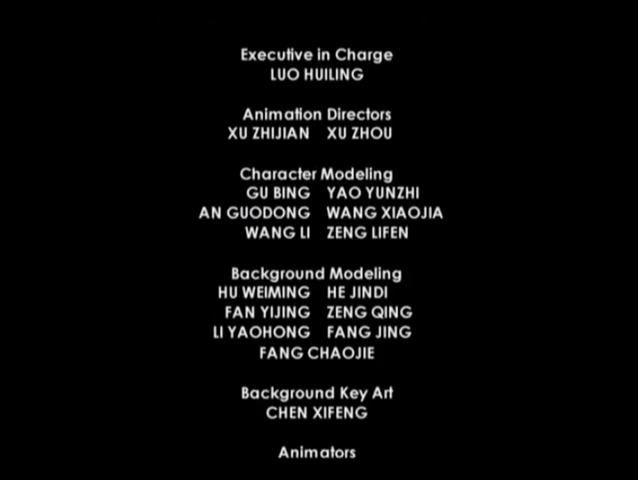 Executive in Charge
LUO HUILING
Animation Directors
XU ZHIJIAN XU ZHOU
Character Modeling
GU BING YAO YUNZHI
AN GUODONG WANG XIAOJIA
WANG LI ZENG LIFEN
Background Modeling
HU WEIMING HE JINDI
FAN YIJING ZENG QING
LI YAOHONG FANG JING
FANG CHAOJIE
Background Key Art
CHEN XIFENG
Animators